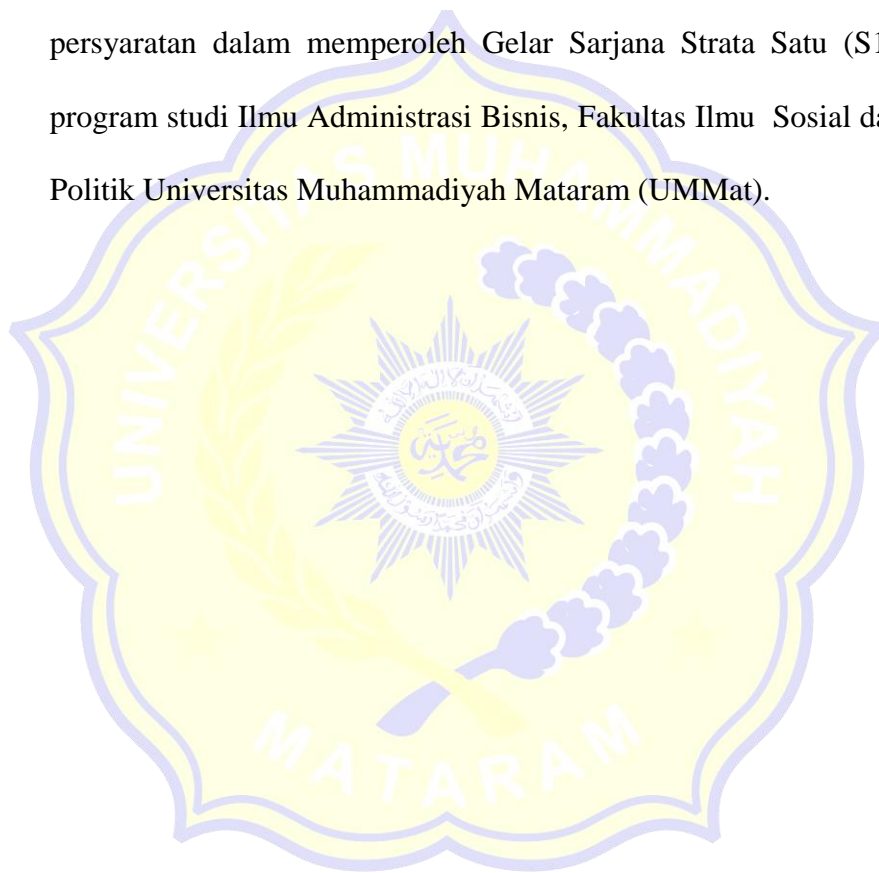 persyaratan dalam memperoleh Gelar Sarjana Strata Satu (S1
program studi Ilmu Administrasi Bisnis, Fakultas Ilmu Sosial da
Politik Universitas Muhammadiyah Mataram (UMMat).
UNIVERSITAS MUHAMMADIYAH
MATARAM